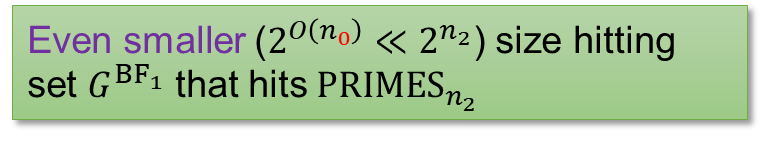 Even smaller (2^{O(n_0)} ≪ 2^{n_2}) size hitting
set G^{BF_1} that hits PRIMES_{n_2}